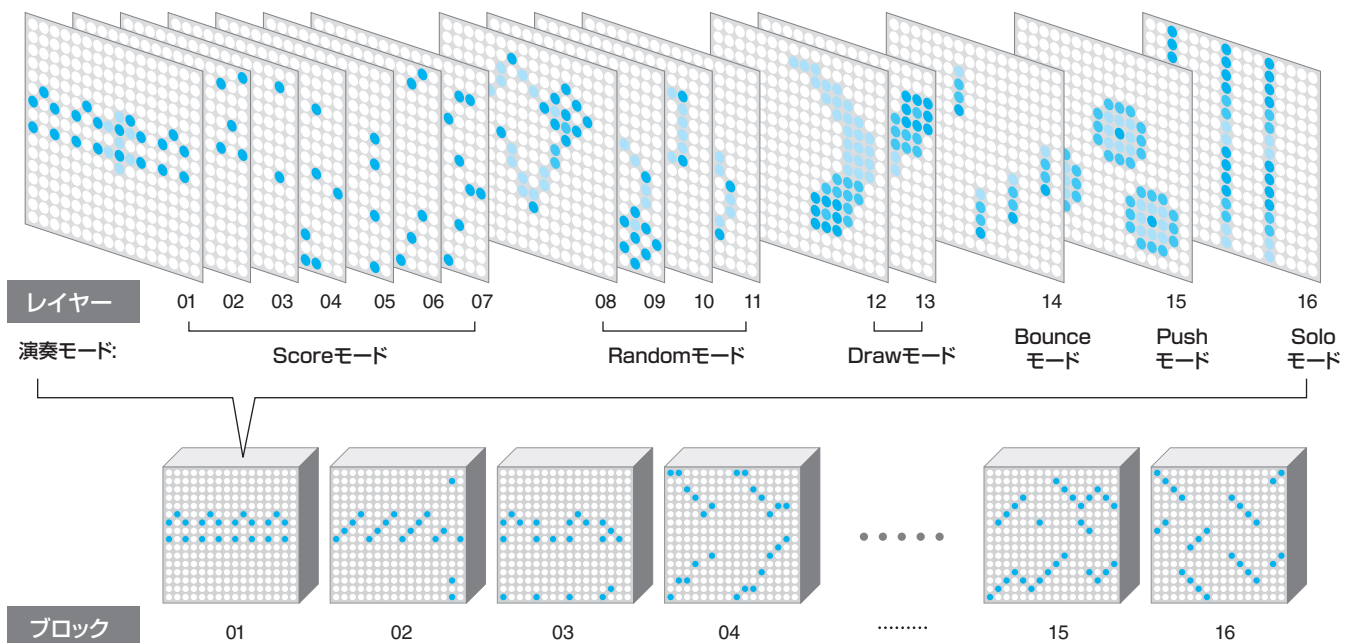 01 02 03 04 05 06 07 08 09 10 11 12 13 14 15 16
レイヤー
演奏モード:
Scoreモード
Randomモード
Drawモード
Bounce
モード
Push
モード
Solo
モード
ブロック
01 02 03 04 ......... 15 16